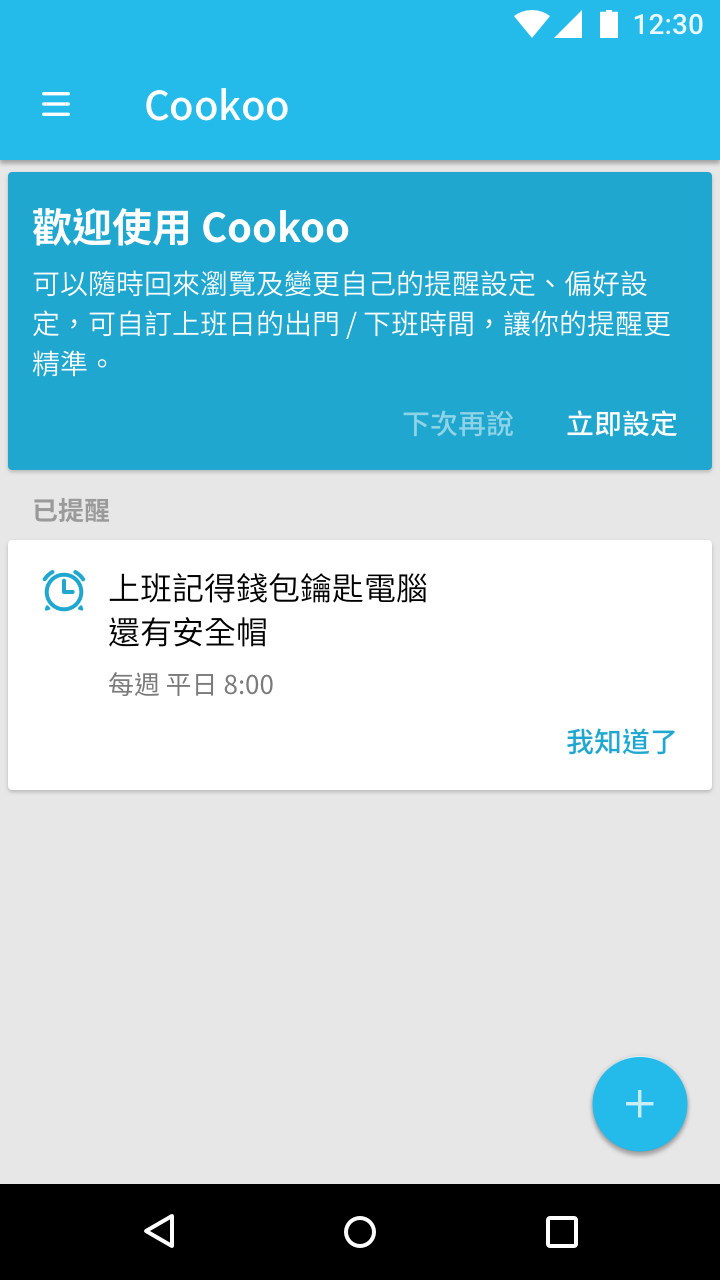 12:30
Cookoo
歡迎使用 Cookoo
可以隨時回來瀏覽及變更自己的提醒設定、偏好設
定，可自訂上班日的出門 / 下班時間，讓你的提醒更
精準。
下次再說 立即設定
已提醒
上班記得錢包鑰匙電腦
還有安全帽
每週 平日 8:00
我知道了